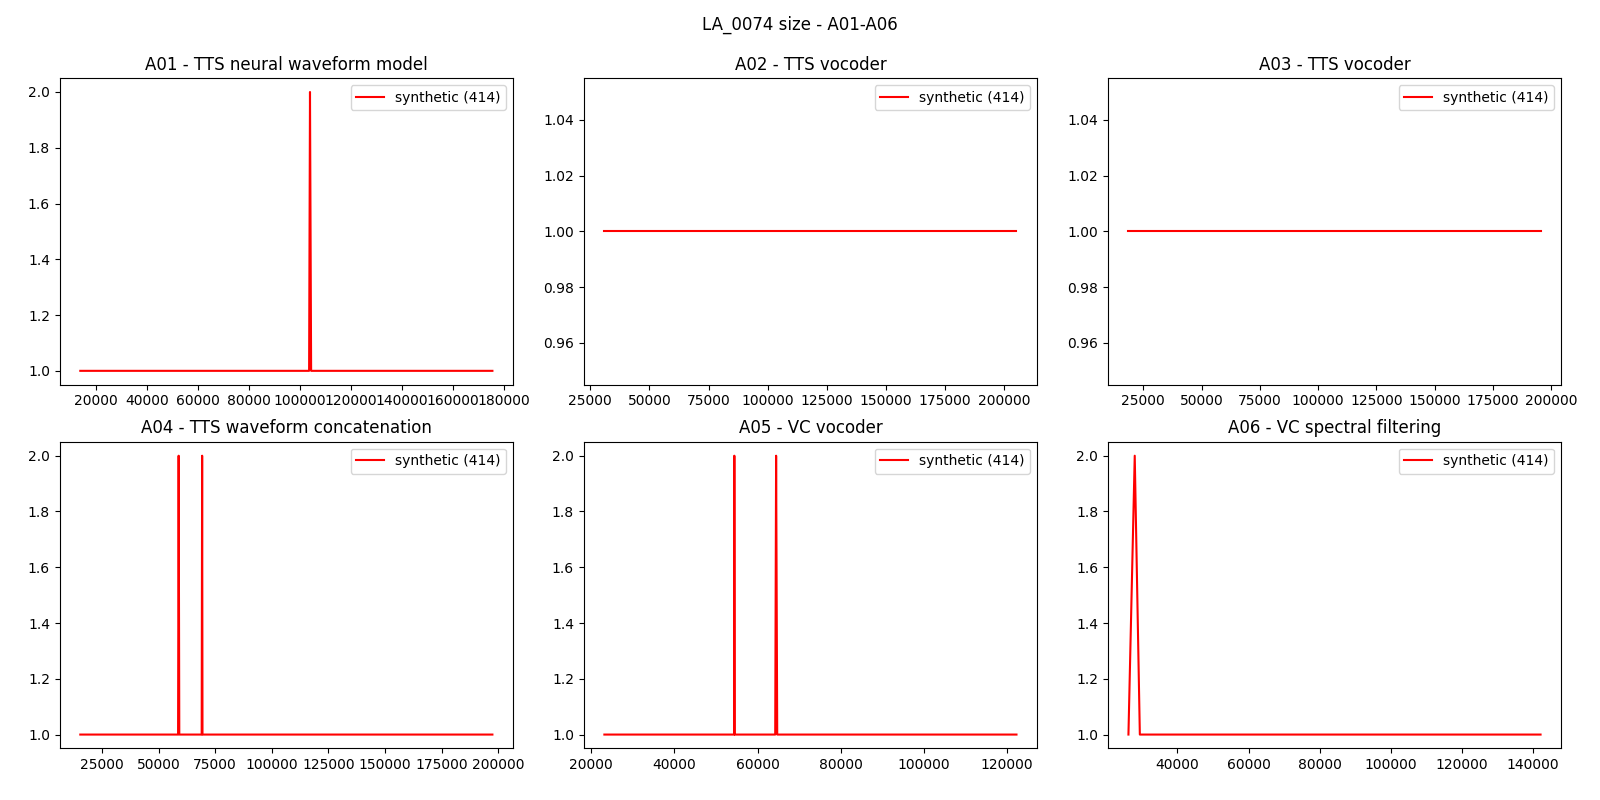 LA_0074 size - A01-A06
A01 - TTS neural waveform model
synthetic (414)
2.0
1.8
1.6
1.4
1.2
1.0
20000 40000 60000 80000 100000 120000 140000 160000 180000
A02 - TTS vocoder
synthetic (414)
1.04
1.02
1.00
0.98
0.96
25000 50000 75000 100000 125000 150000 175000 200000
A03 - TTS vocoder
synthetic (414)
1.04
1.02
1.00
0.98
0.96
25000 50000 75000 100000 125000 150000 175000 200000
A04 - TTS waveform concatenation
synthetic (414)
2.0
1.8
1.6
1.4
1.2
1.0
25000 50000 75000 100000 125000 150000 175000 200000
A05 - VC vocoder
synthetic (414)
2.0
1.8
1.6
1.4
1.2
1.0
20000 40000 60000 80000 100000 120000
A06 - VC spectral filtering
synthetic (414)
2.0
1.8
1.6
1.4
1.2
1.0
40000 60000 80000 100000 120000 140000